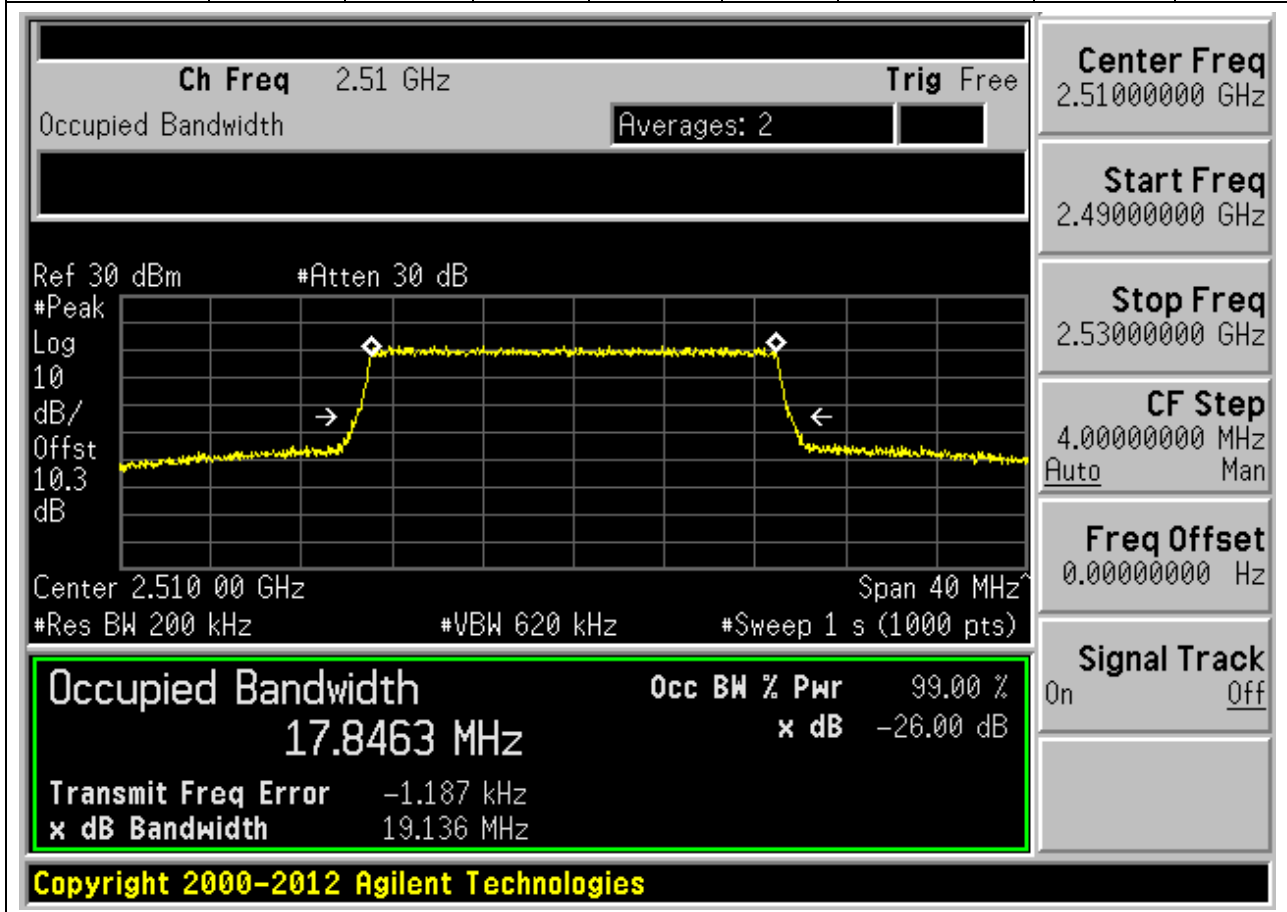 Ch Freq 2.51 GHz Trig Free
Occupied Bandwidth Averages: 2
Ref 30 dBm #Atten 30 dB
#Peak
Log
10
dB/
Offst
10.3
dB
Center 2.510 00 GHz Span 40 MHz^
#Res BW 200 kHz #VBW 620 kHz #Sweep 1 s (1000 pts)
Occupied Bandwidth Occ BW % Pwr 99.00 %
17.8463 MHz x dB -26.00 dB
Transmit Freq Error -1.187 kHz
x dB Bandwidth 19.136 MHz
Copyright 2000-2012 Agilent Technologies
Center Freq
2.51000000 GHz
Start Freq
2.49000000 GHz
Stop Freq
2.53000000 GHz
CF Step
4.00000000 MHz
Auto Man
Freq Offset
0.00000000 Hz
Signal Track
On Off